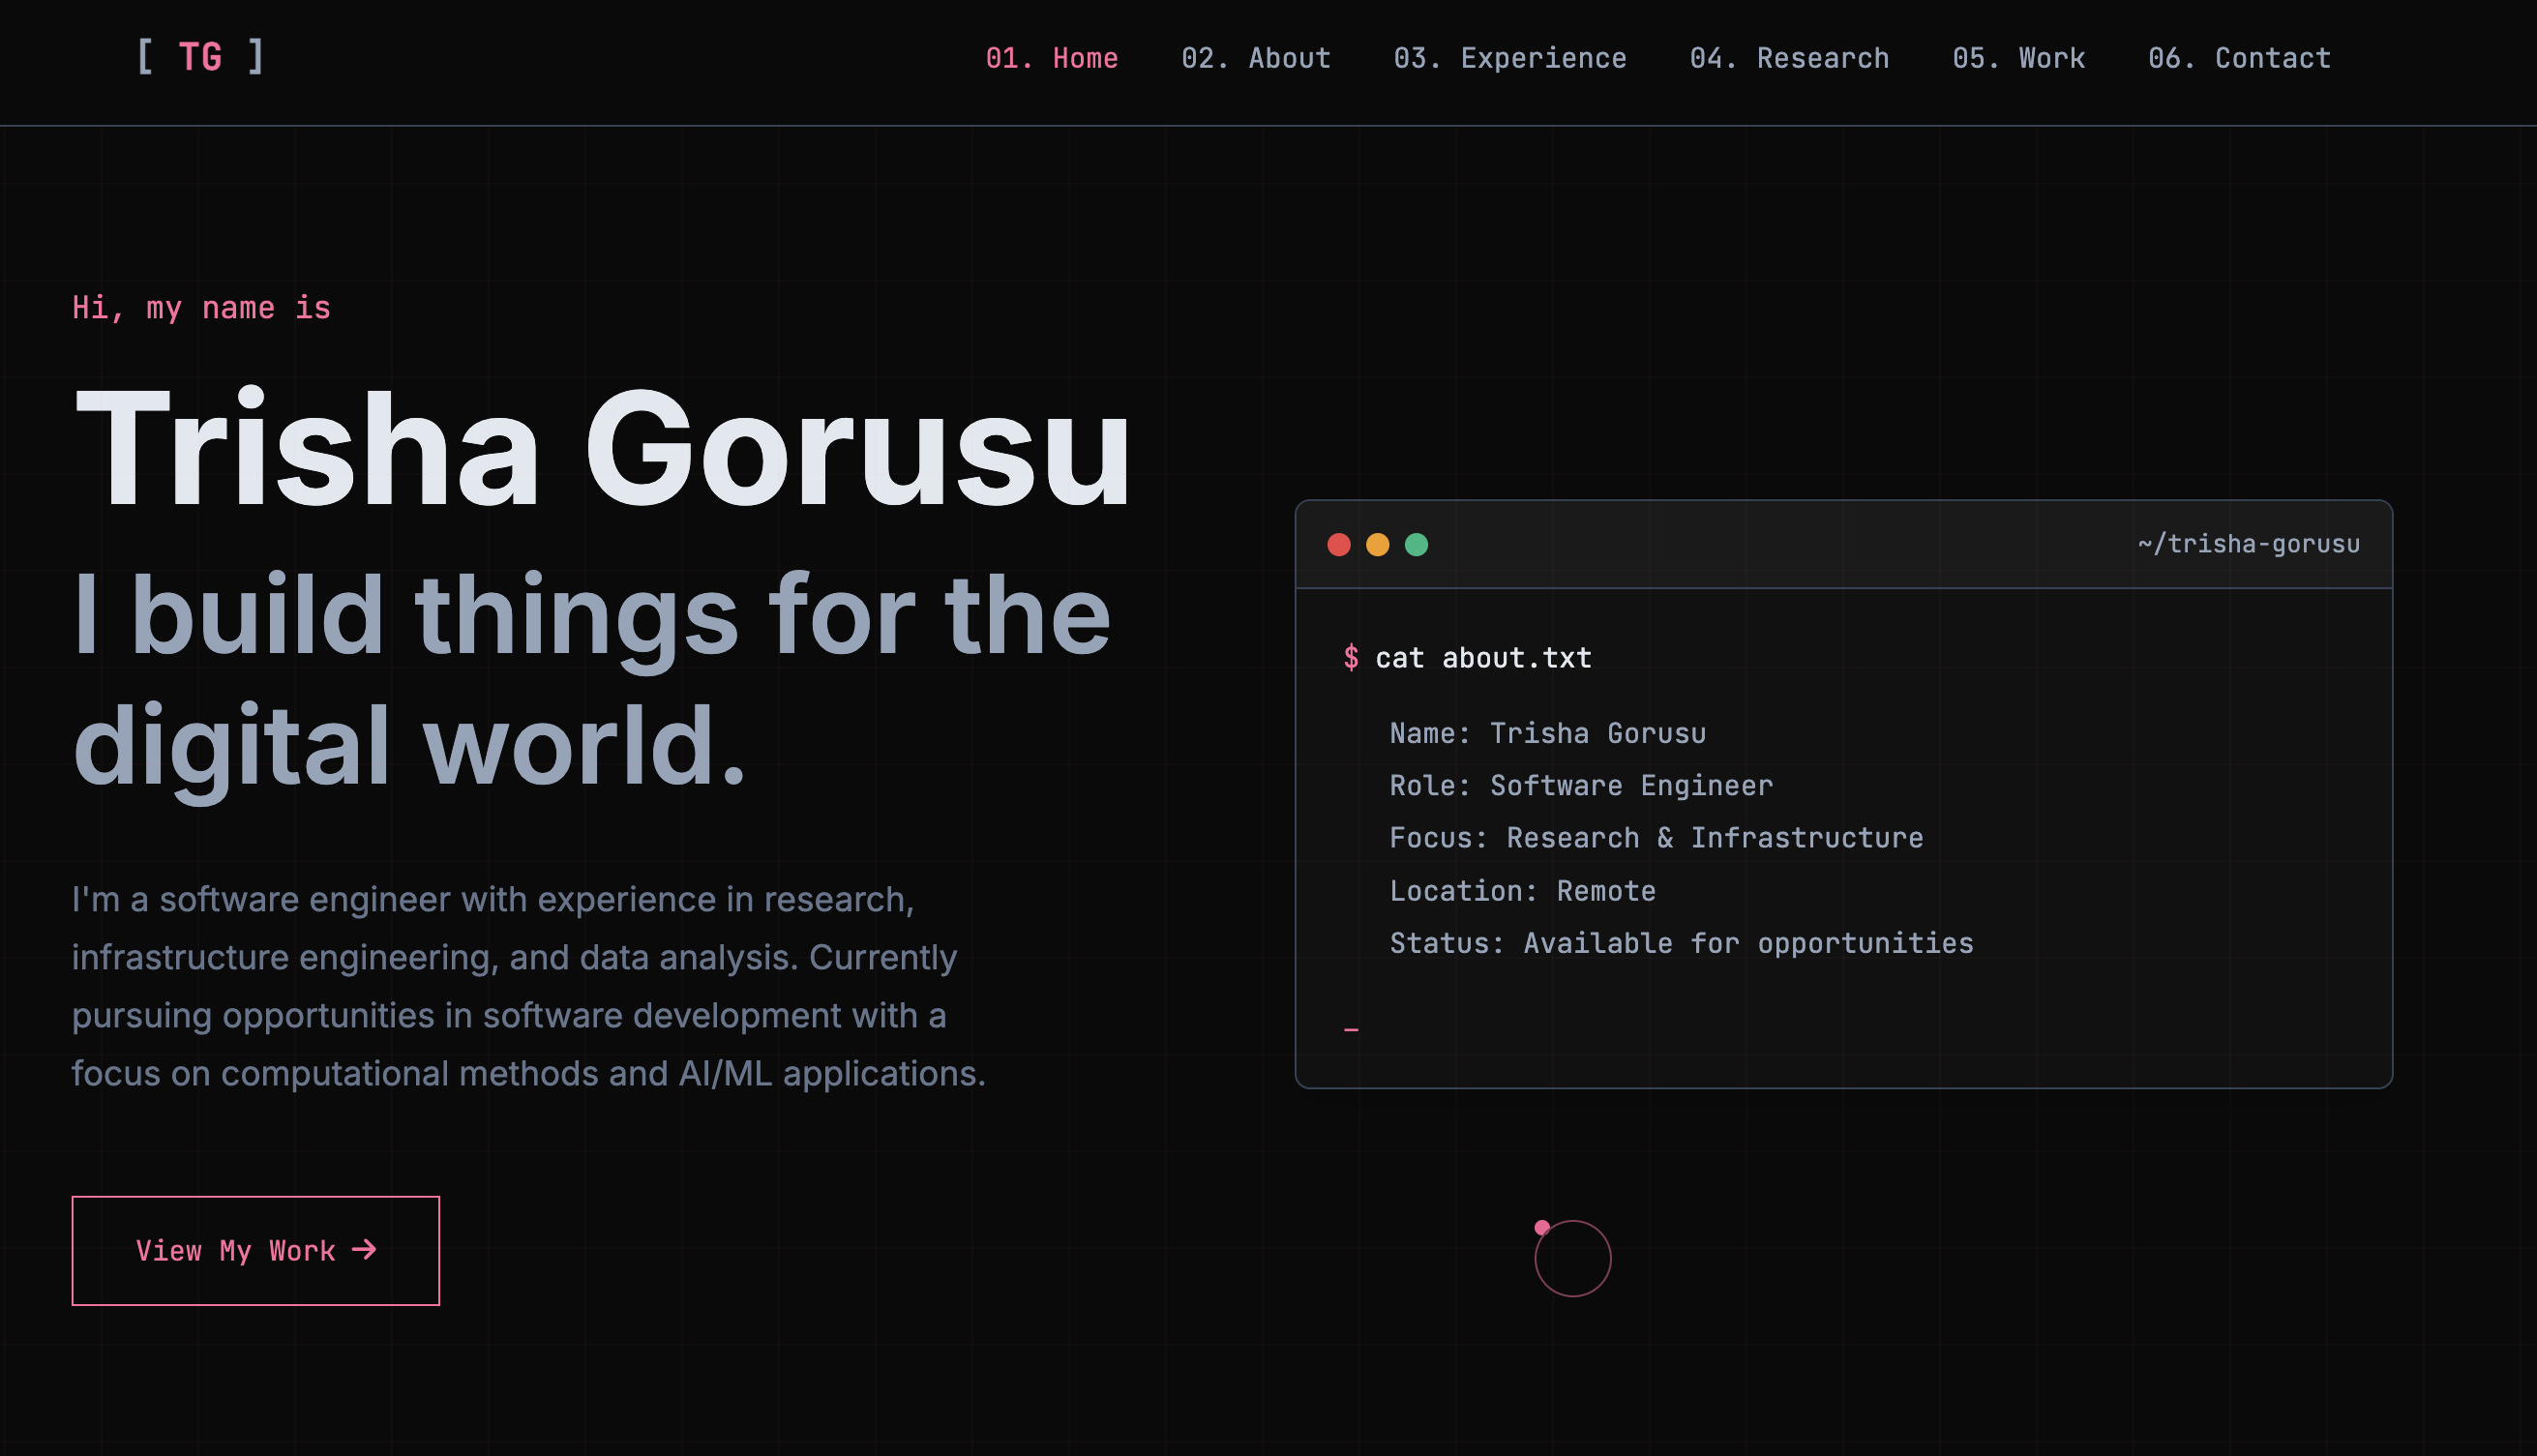 [ TG ]
01. Home 02. About 03. Experience 04. Research 05. Work 06. Contact
Hi, my name is
Trisha Gorusu
I build things for the
digital world.
I'm a software engineer with experience in research,
infrastructure engineering, and data analysis. Currently
pursuing opportunities in software development with a
focus on computational methods and AI/ML applications.
View My Work →
~/trisha-gorusu
$ cat about.txt
Name: Trisha Gorusu
Role: Software Engineer
Focus: Research & Infrastructure
Location: Remote
Status: Available for opportunities
_